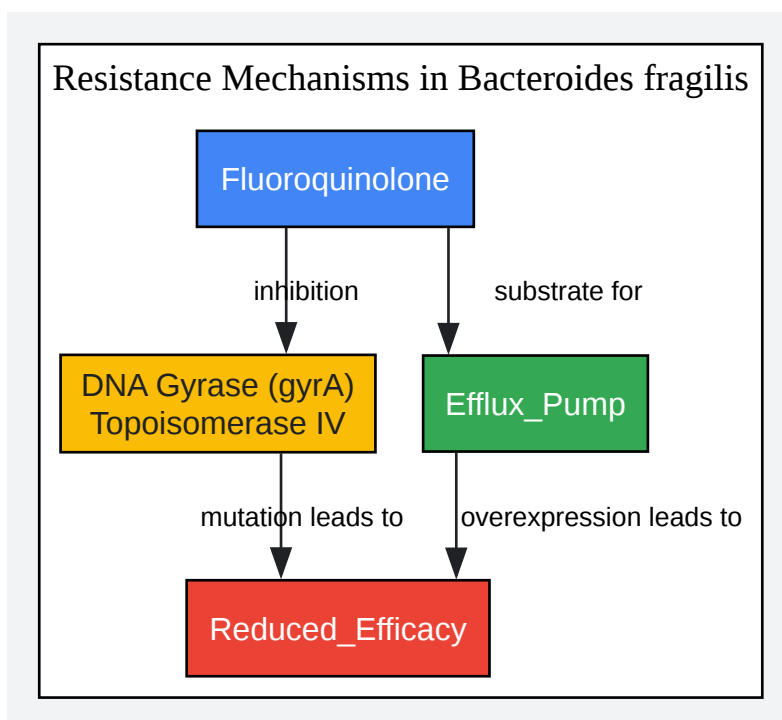 Resistance Mechanisms in Bacteroides fragilis
Fluoroquinolone
inhibition
substrate for
DNA Gyrase (gyrA)
Topoisomerase IV
Efflux_Pump
mutation leads to
overexpression leads to
Reduced_Efficacy